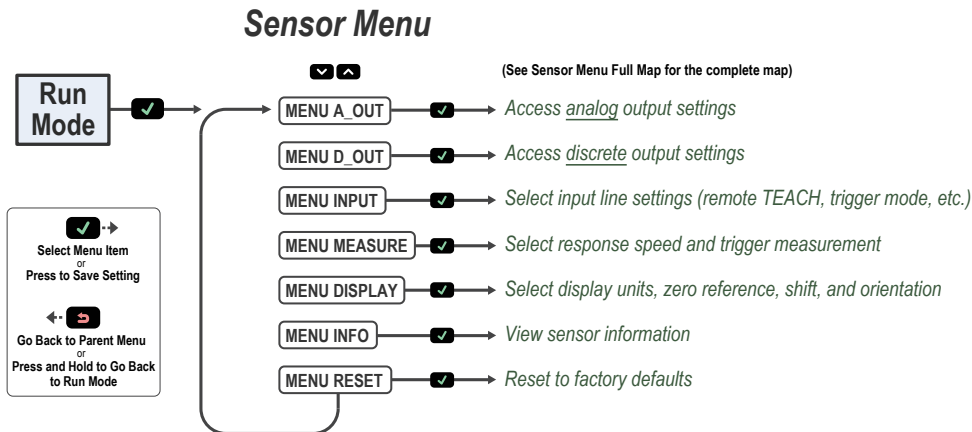 Sensor Menu
(See Sensor Menu Full Map for the complete map)
Run
Mode
MENU A_OUT
Access analog output settings
MENU D_OUT
Access discrete output settings
MENU INPUT
Select input line settings (remote TEACH, trigger mode, etc.)
MENU MEASURE
Select response speed and trigger measurement
MENU DISPLAY
Select display units, zero reference, shift, and orientation
MENU INFO
View sensor information
MENU RESET
Reset to factory defaults
Select Menu Item
or
Press to Save Setting
Go Back to Parent Menu
or
Press and Hold to Go Back
to Run Mode